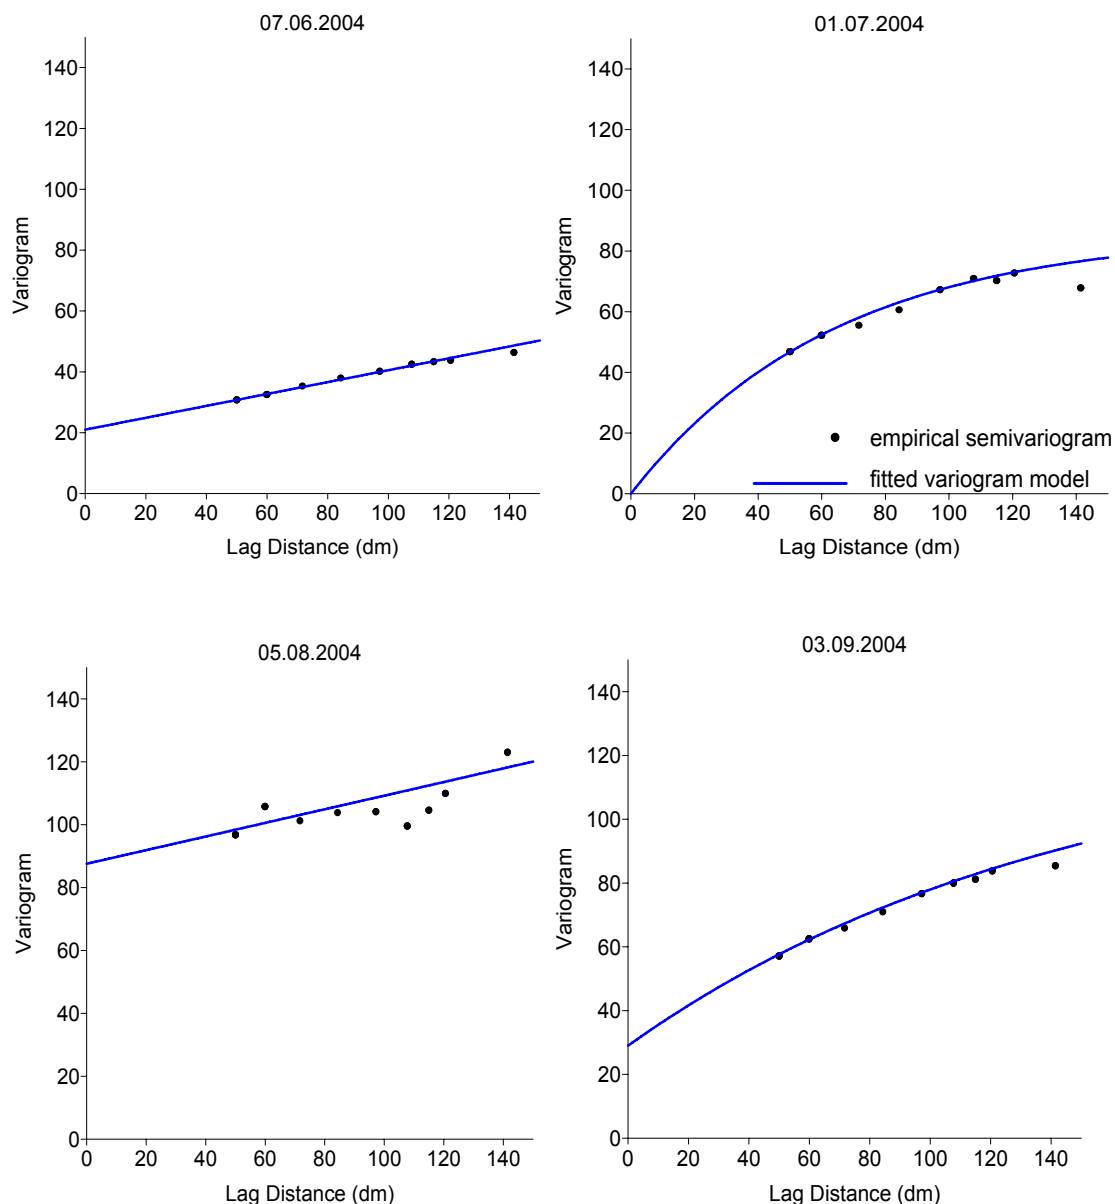 07.06.2004
140
120
100
80
60
40
20
0
Variogram
0 20 40 60 80 100 120 140
Lag Distance (dm)
01.07.2004
140
120
100
80
60
40
20
0
Variogram
empirical semivariogram
fitted variogram model
0 20 40 60 80 100 120 140
Lag Distance (dm)
05.08.2004
140
120
100
80
60
40
20
0
Variogram
0 20 40 60 80 100 120 140
Lag Distance (dm)
03.09.2004
140
120
100
80
60
40
20
0
Variogram
0 20 40 60 80 100 120 140
Lag Distance (dm)